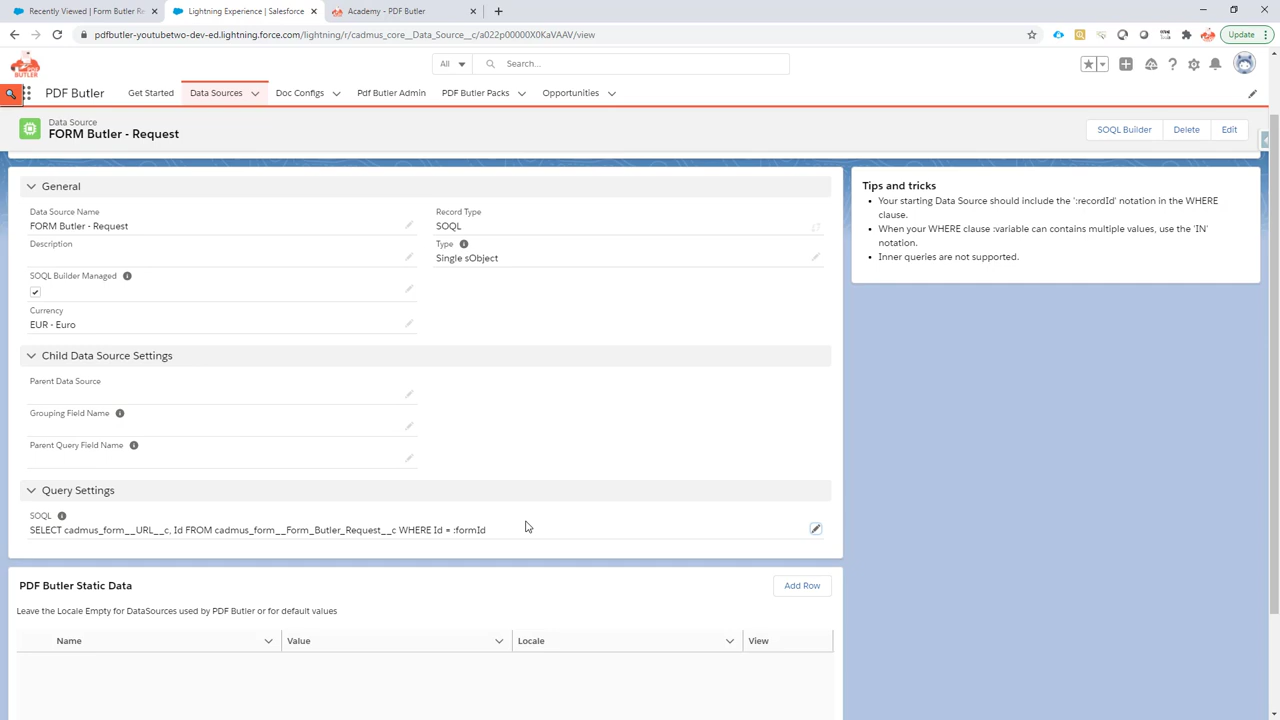 Recently Viewed | Form Butler Re
Lightning Experience | Salesforce
Academy - PDF Butler
pdfbutler-youtubetwo-dev-ed.lightning.force.com/lightning/r/cadmus_core__Data_Source__c/a022p00000X0KaVAAV/view
Update
BUTLER
All
Search...
PDF Butler
Get Started
Data Sources
Doc Configs
Pdf Butler Admin
PDF Butler Packs
Opportunities
Data Source
FORM Butler - Request
SOQL Builder
Delete
Edit
General
Data Source Name
FORM Butler - Request
Record Type
SOQL
Description
Type
Single sObject
SOQL Builder Managed
Currency
EUR - Euro
Child Data Source Settings
Parent Data Source
Grouping Field Name
Parent Query Field Name
Query Settings
SOQL
SELECT cadmus_form__URL__c, Id FROM cadmus_form__Form_Butler_Request__c WHERE Id = :formId
Tips and tricks
Your starting Data Source should include the ':recordId' notation in the WHERE
clause.
When your WHERE clause :variable can contains multiple values, use the 'IN'
notation.
Inner queries are not supported.
PDF Butler Static Data
Add Row
Leave the Locale Empty for DataSources used by PDF Butler or for default values
Name
Value
Locale
View